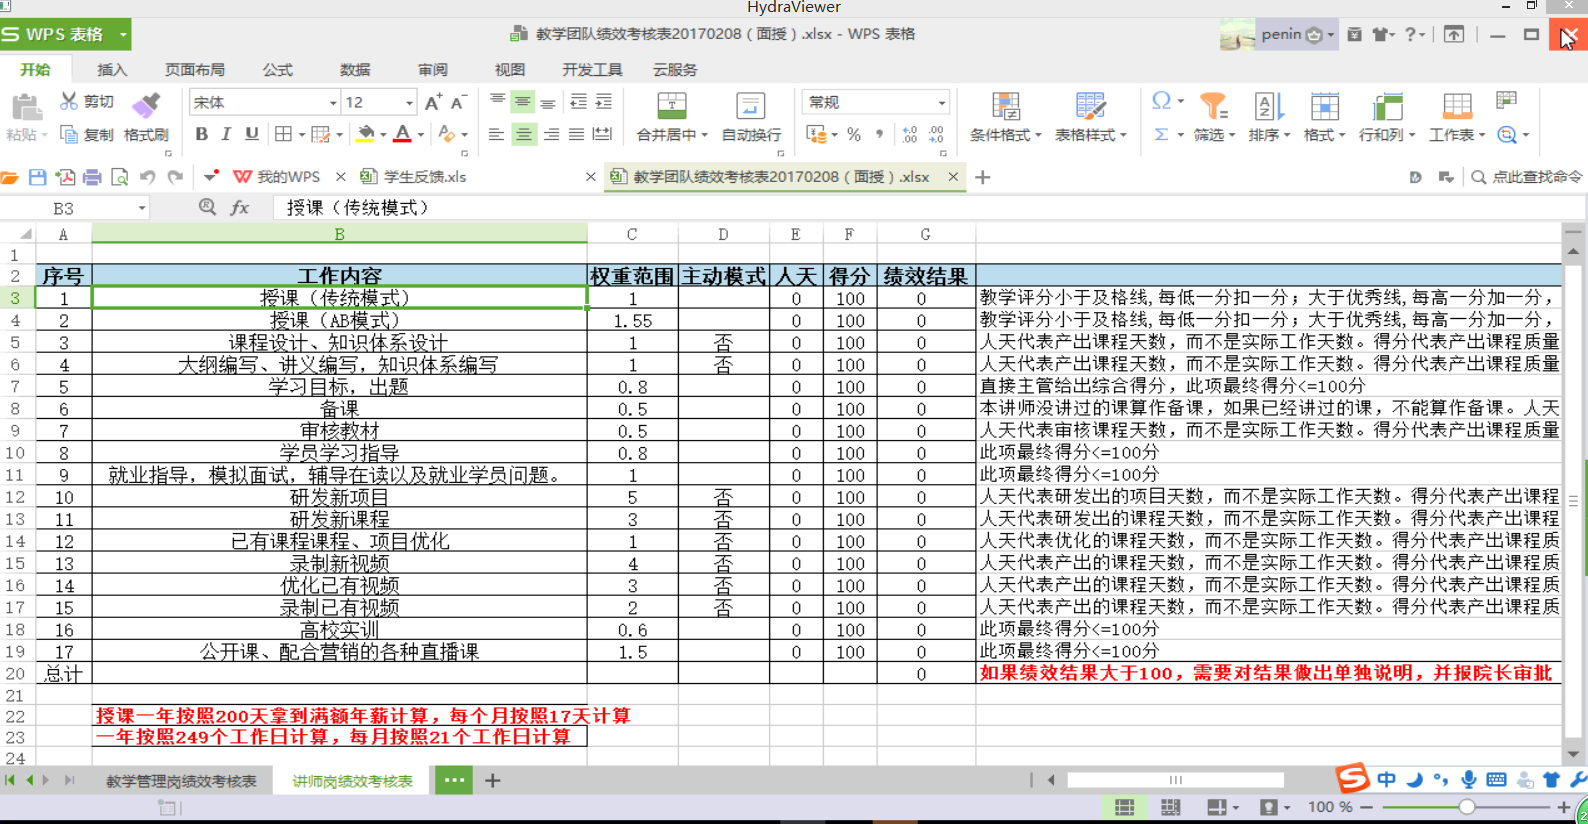 HydraViewer
WPS 表格
教学团队绩效考核表20170208（面授）.xlsx - WPS 表格
penin
开始 插入 页面布局 公式 数据 审阅 视图 开发工具 云服务
剪切 宋体 12 常规
粘贴 复制 格式刷 合并居中 自动换行 条件格式 表格样式 筛选 排序 格式 行和列 工作表
我的WPS 学生反馈.xls 教学团队绩效考核表20170208（面授）.xlsx 点此查找命令
B3 fx 授课（传统模式）
A B C D E F G
1
2 序号 工作内容 权重范围 主动模式 人天 得分 绩效结果
3 1 授课（传统模式） 1 0 100 0 教学评分小于及格线,每低一分扣一分；大于优秀线,每高一分加一分，
4 2 授课（AB模式） 1.55 0 100 0 教学评分小于及格线,每低一分扣一分；大于优秀线,每高一分加一分，
5 3 课程设计、知识体系设计 1 否 0 100 0 人天代表产出课程天数，而不是实际工作天数。得分代表产出课程质量
6 4 大纲编写、讲义编写，知识体系编写 1 否 0 100 0 人天代表产出课程天数，而不是实际工作天数。得分代表产出课程质量
7 5 学习目标，出题 0.8 0 100 0 直接主管给出综合得分，此项最终得分<=100分
8 6 备课 0.5 0 100 0 本讲师没讲过的课算作备课，如果已经讲过的课，不能算作备课。人天
9 7 审核教材 0.5 0 100 0 人天代表审核课程天数，而不是实际工作天数。得分代表产出课程质量
10 8 学员学习指导 0.8 0 100 0 此项最终得分<=100分
11 9 就业指导，模拟面试，辅导在读以及就业学员问题。 1 0 100 0 此项最终得分<=100分
12 10 研发新项目 5 否 0 100 0 人天代表研发出的项目天数，而不是实际工作天数。得分代表产出课程
13 11 研发新课程 3 否 0 100 0 人天代表研发出的课程天数，而不是实际工作天数。得分代表产出课程
14 12 已有课程课程、项目优化 1 否 0 100 0 人天代表优化的课程天数，而不是实际工作天数。得分代表产出课程质
15 13 录制新视频 4 否 0 100 0 人天代表产出的课程天数，而不是实际工作天数。得分代表产出课程质
16 14 优化已有视频 3 否 0 100 0 人天代表产出的课程天数，而不是实际工作天数。得分代表产出课程质
17 15 录制已有视频 2 否 0 100 0 人天代表产出的课程天数，而不是实际工作天数。得分代表产出课程质
18 16 高校实训 0.6 0 100 0 此项最终得分<=100分
19 17 公开课、配合营销的各种直播课 1.5 0 100 0 此项最终得分<=100分
20 总计 0 如果绩效结果大于100，需要对结果做出单独说明，并报院长审批
21
22 授课一年按照200天拿到满额年薪计算，每个月按照17天计算
23 一年按照249个工作日计算，每月按照21个工作日计算
24
教学管理岗绩效考核表 讲师岗绩效考核表 ···
中
100 %